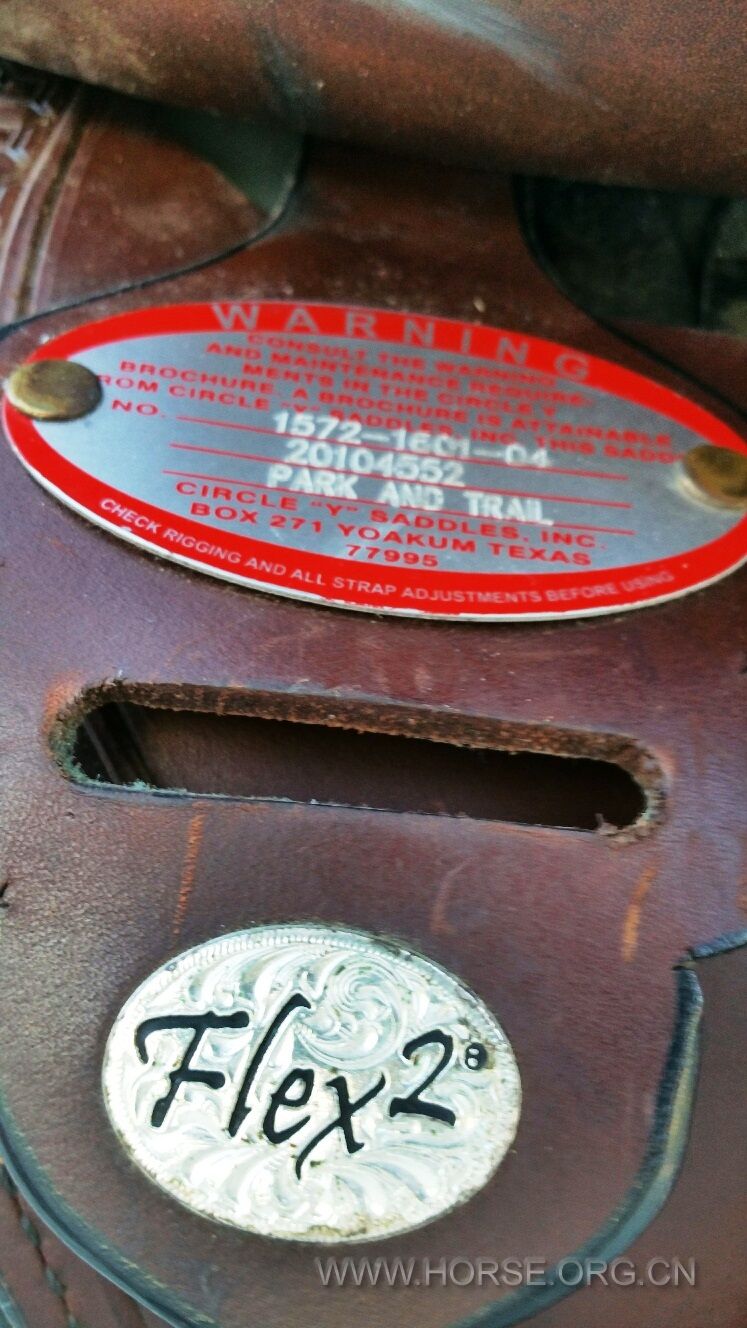 WARNING
CONSULT THE WARNING
AND MAINTENANCE REQUIRE-
MENTS IN THE CIRCLE Y
BROCHURE. A BROCHURE IS ATTAINABLE
ROM CIRCLE "Y" SADDLES, INC. THIS SADD
NO. 1572-1601-04
20104552
PARK AND TRAIL
CIRCLE "Y" SADDLES, INC.
BOX 271 YOAKUM TEXAS
77995
CHECK RIGGING AND ALL STRAP ADJUSTMENTS BEFORE USING
Flex2®
WWW.HORSE.ORG.CN